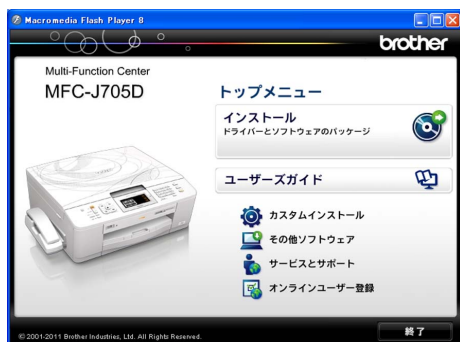 Macromedia Flash Player 8
brother
Multi-Function Center
MFC-J705D
トップメニュー
インストール
ドライバーとソフトウェアのパッケージ
ユーザーズガイド
カスタムインストール
その他ソフトウェア
サービスとサポート
オンラインユーザー登録
© 2001-2011 Brother Industries, Ltd. All Rights Reserved.
終了